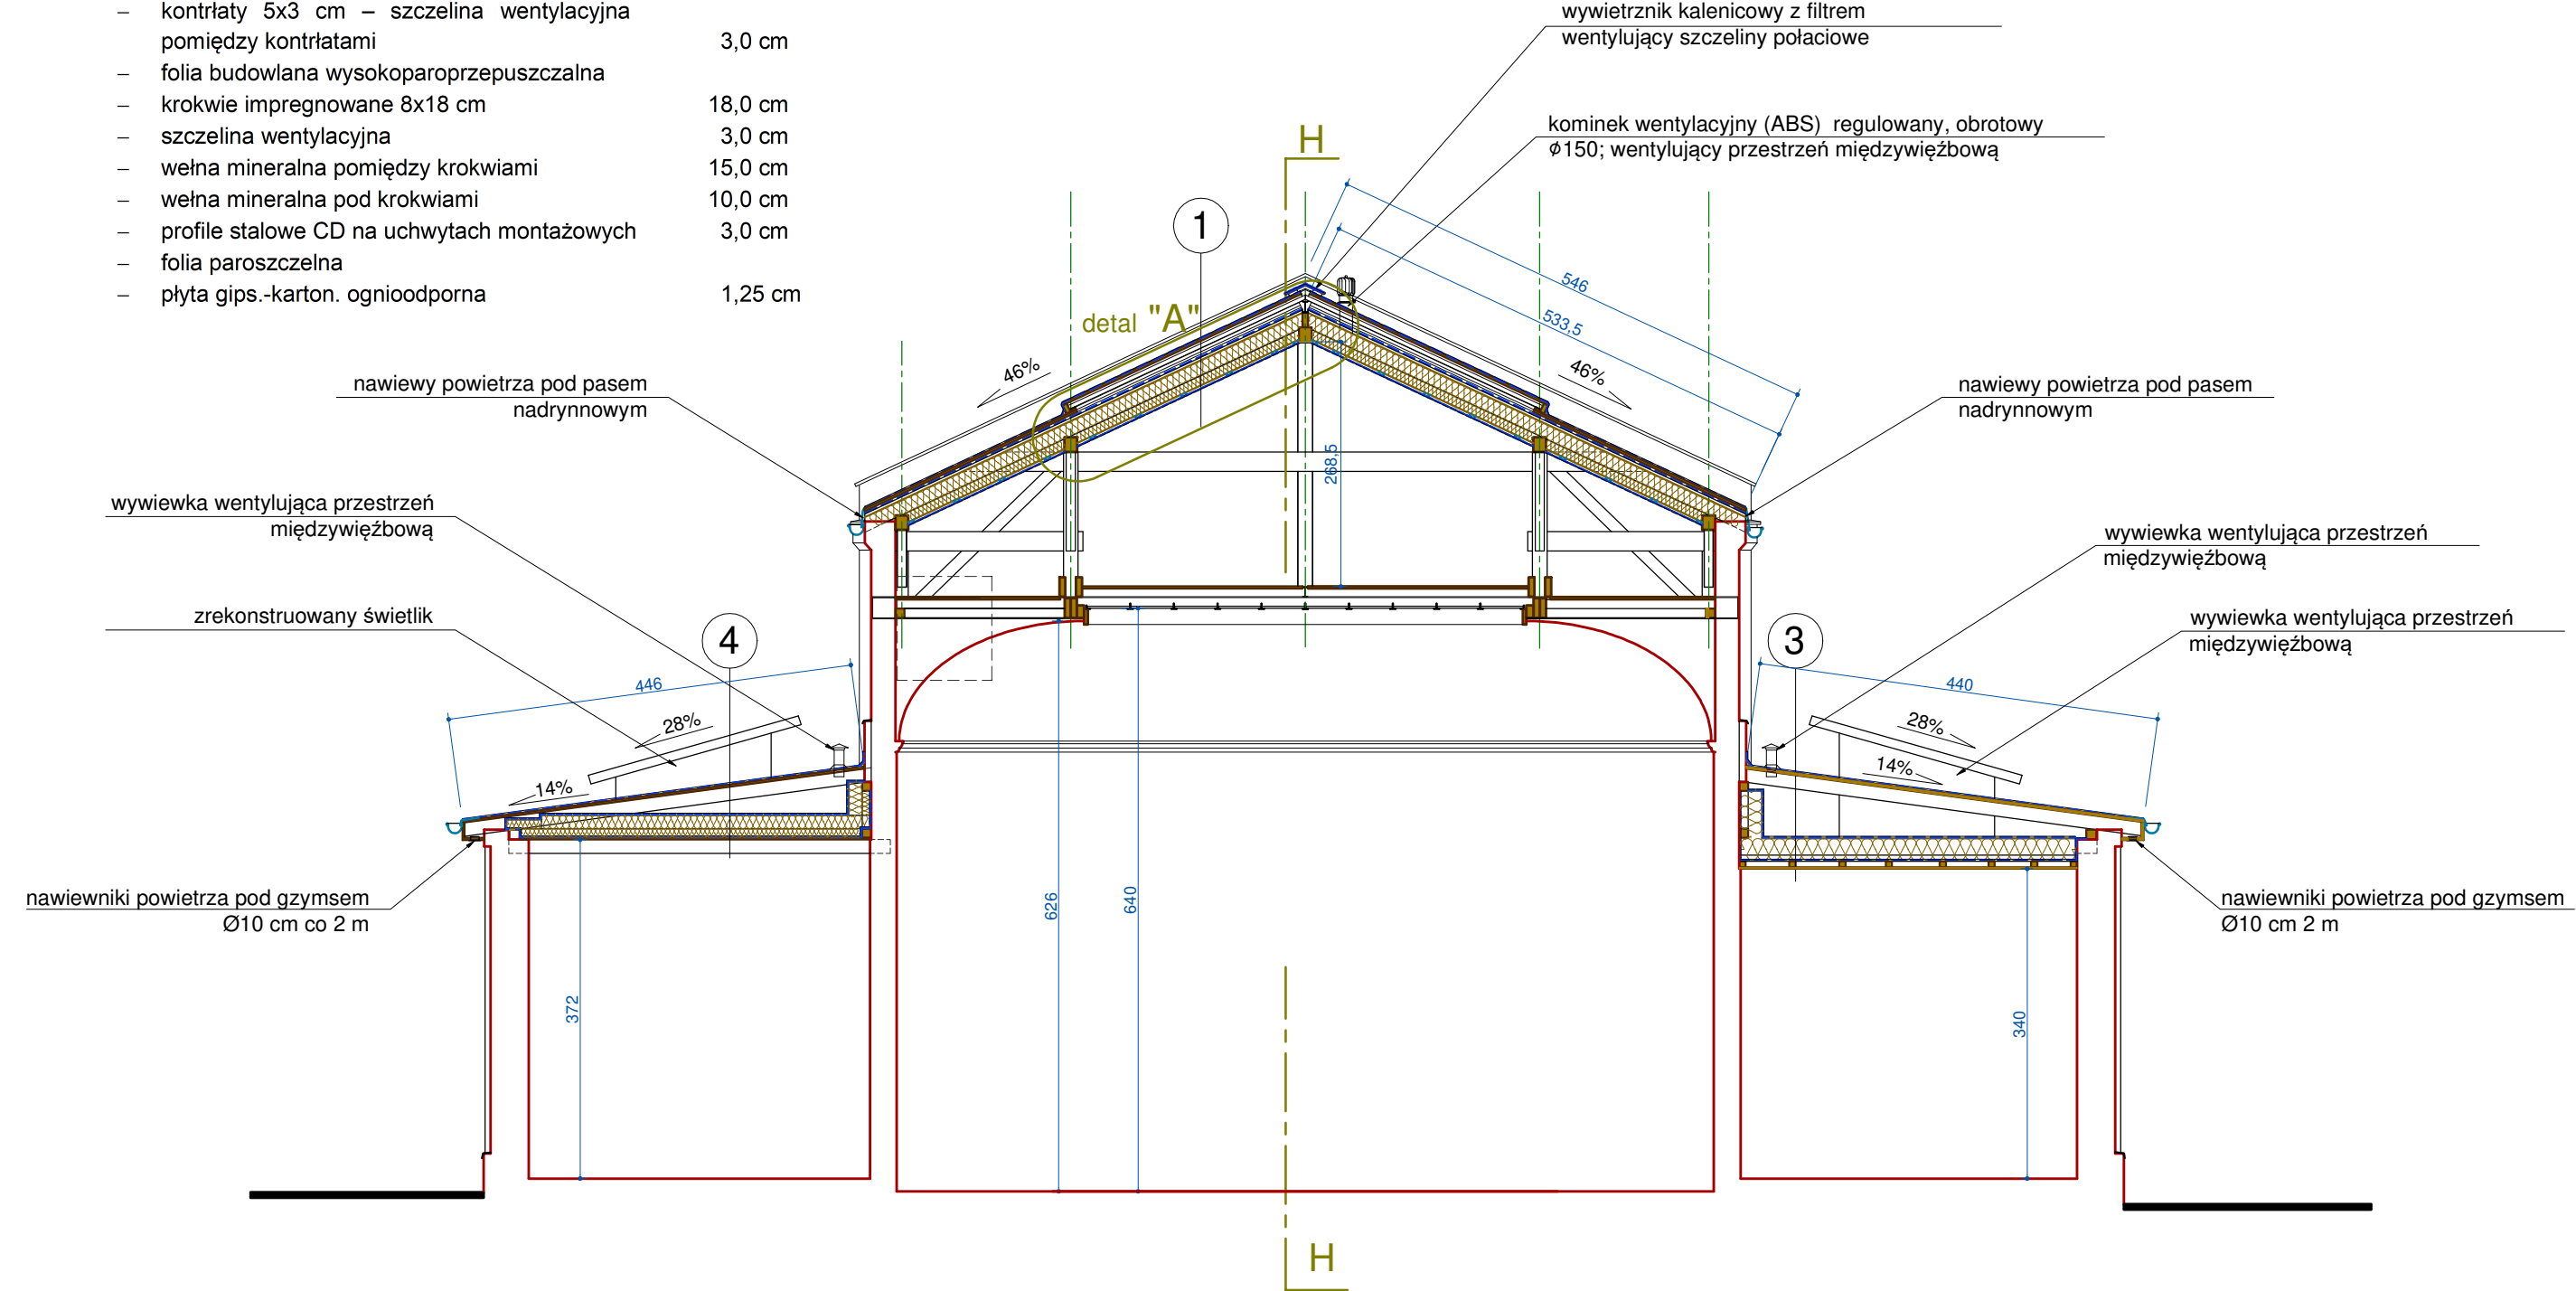 – kontrłaty 5x3 cm – szczelina wentylacyjna
pomiędzy kontrłatami 3,0 cm
– folia budowlana wysokoparoprzepuszczalna
– krokwie impregnowane 8x18 cm 18,0 cm
– szczelina wentylacyjna 3,0 cm
– wełna mineralna pomiędzy krokwiami 15,0 cm
– wełna mineralna pod krokwiami 10,0 cm
– profile stalowe CD na uchwytach montażowych 3,0 cm
– folia paroszczelna
– płyta gips.-karton. ognioodporna 1,25 cm
wywietrznik kalenicowy z filtrem
wentylujący szczeliny połaciowe
kominek wentylacyjny (ABS) regulowany, obrotowy
∅150; wentylujący przestrzeń międzywięźbową
H
1
detal "A"
546
533,5
46%
46%
268,5
nawiewy powietrza pod pasem
nadrynnowym
nawiewy powietrza pod pasem
nadrynnowym
wywiewka wentylująca przestrzeń
międzywięźbową
wywiewka wentylująca przestrzeń
międzywięźbową
zrekonstruowany świetlik
wywiewka wentylująca przestrzeń
międzywięźbową
4
3
446
440
28%
28%
14%
14%
nawiewniki powietrza pod gzymsem
Ø10 cm co 2 m
nawiewniki powietrza pod gzymsem
Ø10 cm 2 m
626
640
372
340
H